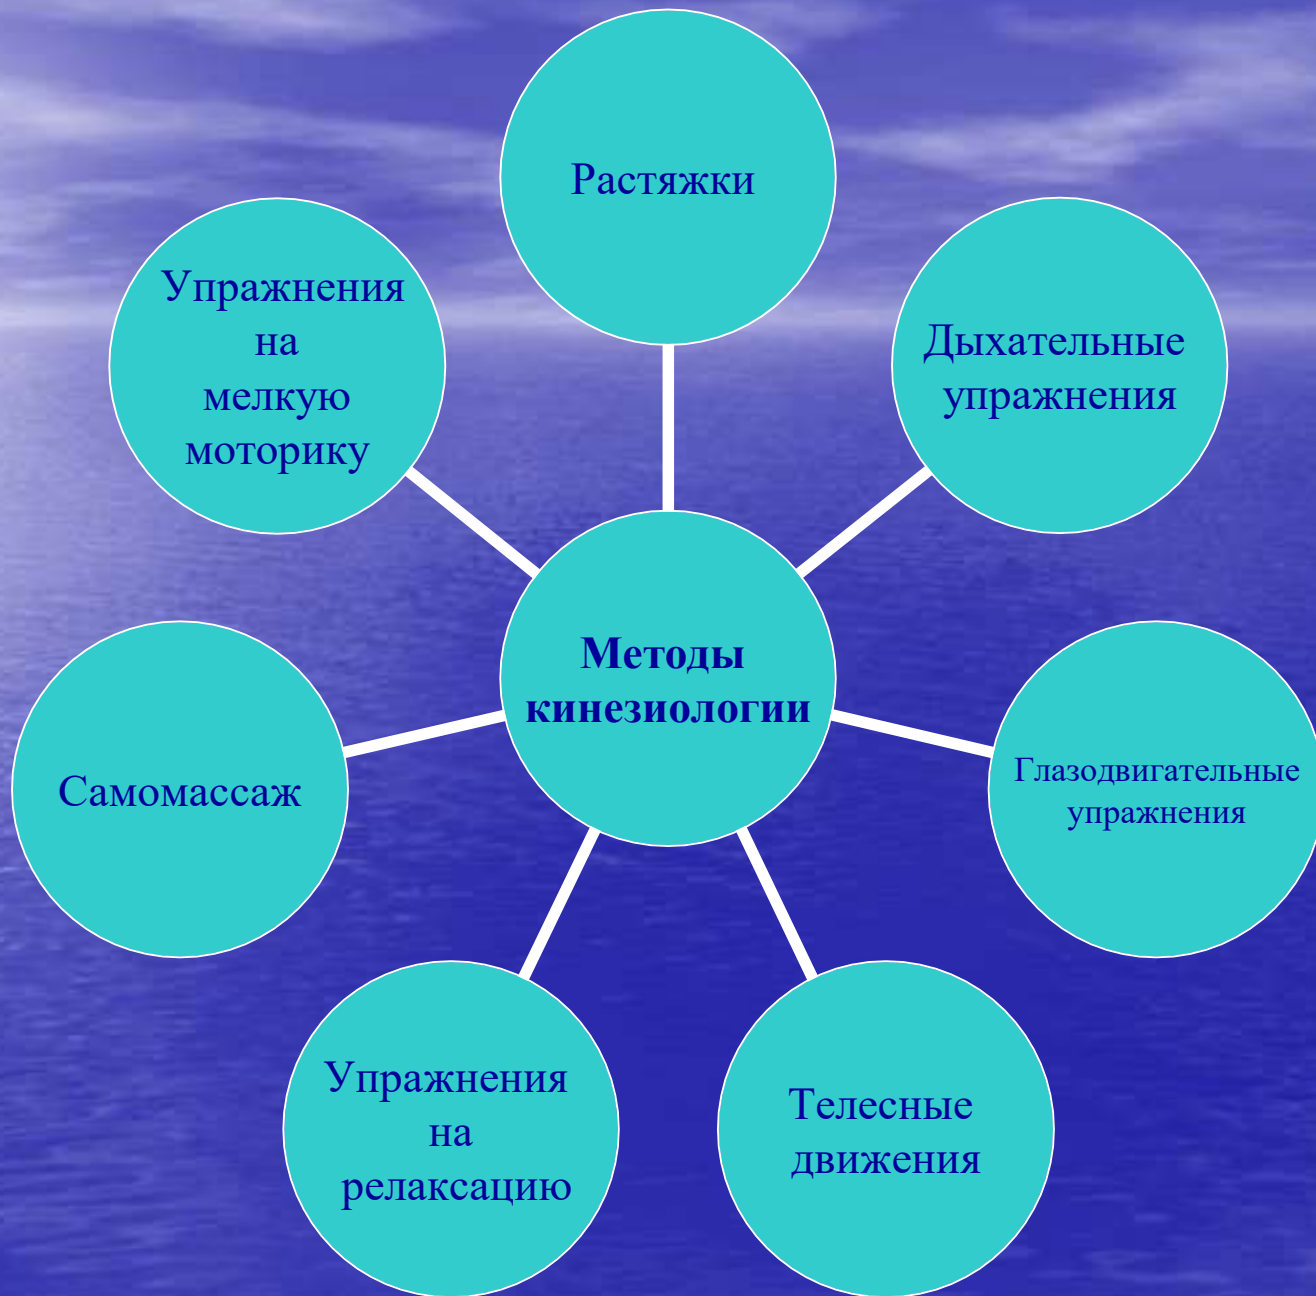 Растяжки
Упражнения
на
мелкую
моторику
Дыхательные
упражнения
Методы
кинезиологии
Самомассаж
Глазодвигательные
упражнения
Упражнения
на
релаксацию
Телесные
движения